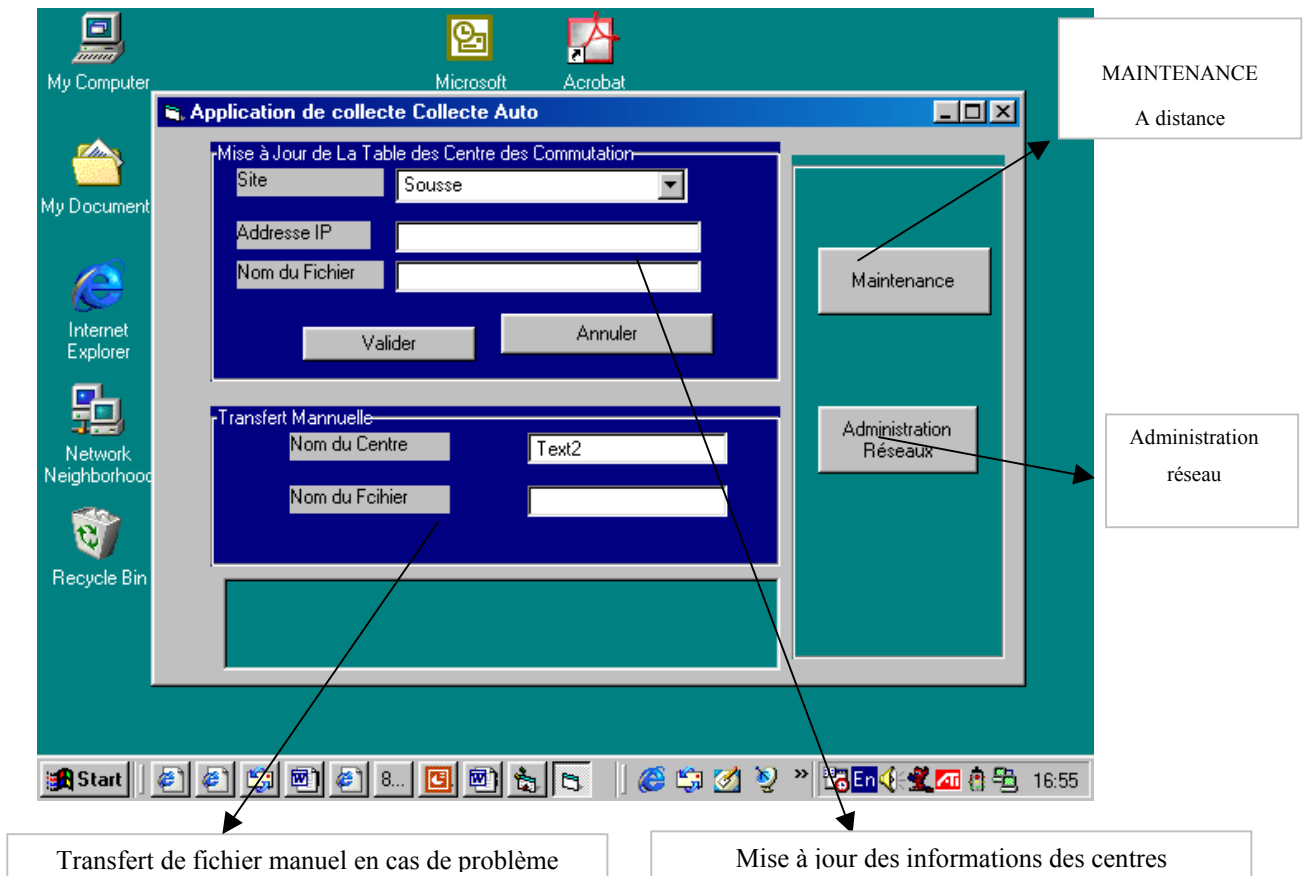 My Computer
Microsoft
Acrobat
MAINTENANCE
A distance
Application de collecte Collecte Auto
Mise à Jour de La Table des Centre des Commutation
Site
Sousse
My Document
Addresse IP
Nom du Fichier
Maintenance
Internet
Explorer
Valider
Annuler
Transfert Mannuelle
Nom du Centre
Text2
Administration
Réseaux
Administration
réseau
Network
Neighborhood
Nom du Fcihier
Recycle Bin
Start
8...
En
ATI
16:55
Transfert de fichier manuel en cas de problème
Mise à jour des informations des centres